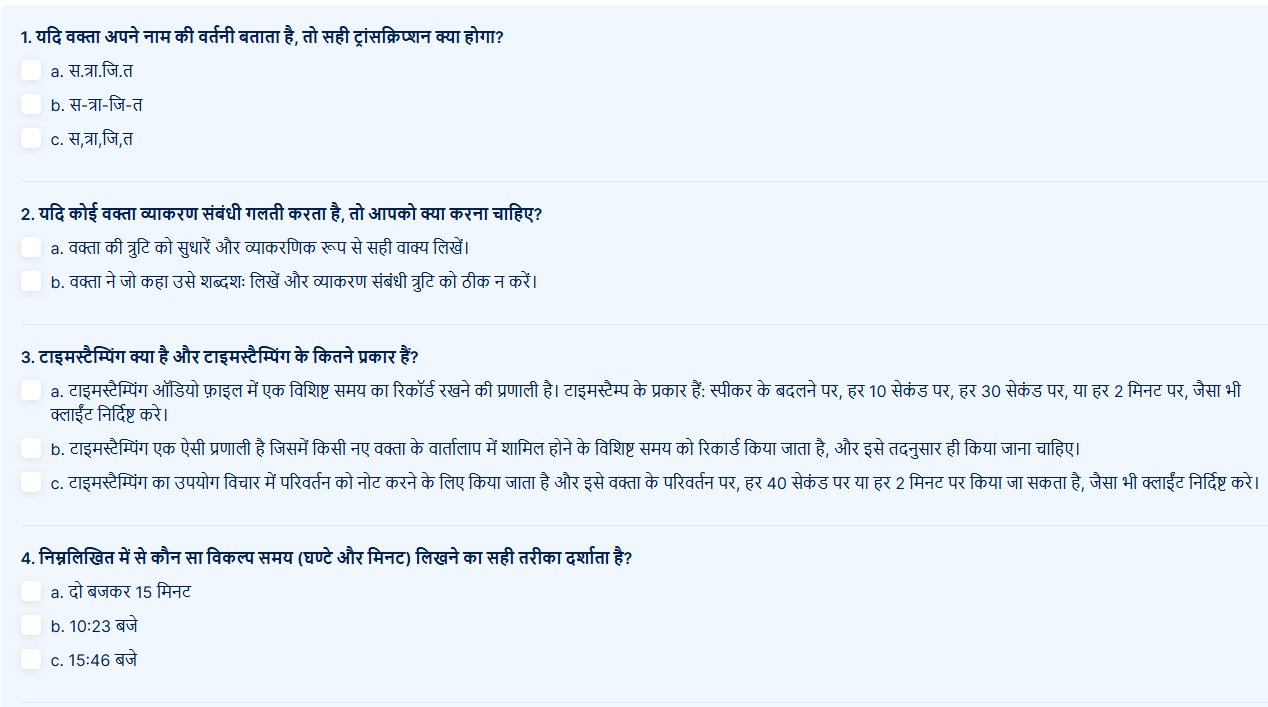 1. यदि वक्ता अपने नाम की वर्तनी बताता है, तो सही ट्रांसक्रिप्शन क्या होगा?
a. स.त्रा.जि.त
b. स-त्रा-जि-त
c. स,त्रा,जि,त
2. यदि कोई वक्ता व्याकरण संबंधी गलती करता है, तो आपको क्या करना चाहिए?
a. वक्ता की त्रुटि को सुधारें और व्याकरणिक रूप से सही वाक्य लिखें।
b. वक्ता ने जो कहा उसे शब्दशः लिखें और व्याकरण संबंधी त्रुटि को ठीक न करें।
3. टाइमस्टैम्पिंग क्या है और टाइमस्टैम्पिंग के कितने प्रकार हैं?
a. टाइमस्टैम्पिंग ऑडियो फ़ाइल में एक विशिष्ट समय का रिकॉर्ड रखने की प्रणाली है। टाइमस्टैम्प के प्रकार हैं: स्पीकर के बदलने पर, हर 10 सेकंड पर, हर 30 सेकंड पर, या हर 2 मिनट पर, जैसा भी
क्लाईंट निर्दिष्ट करे।
b. टाइमस्टैम्पिंग एक ऐसी प्रणाली है जिसमें किसी नए वक्ता के वार्तालाप में शामिल होने के विशिष्ट समय को रिकार्ड किया जाता है, और इसे तदनुसार ही किया जाना चाहिए।
c. टाइमस्टैम्पिंग का उपयोग विचार में परिवर्तन को नोट करने के लिए किया जाता है और इसे वक्ता के परिवर्तन पर, हर 40 सेकंड पर या हर 2 मिनट पर किया जा सकता है, जैसा भी क्लाईंट निर्दिष्ट करे।
4. निम्नलिखित में से कौन सा विकल्प समय (घण्टे और मिनट) लिखने का सही तरीका दर्शाता है?
a. दो बजकर 15 मिनट
b. 10:23 बजे
c. 15:46 बजे